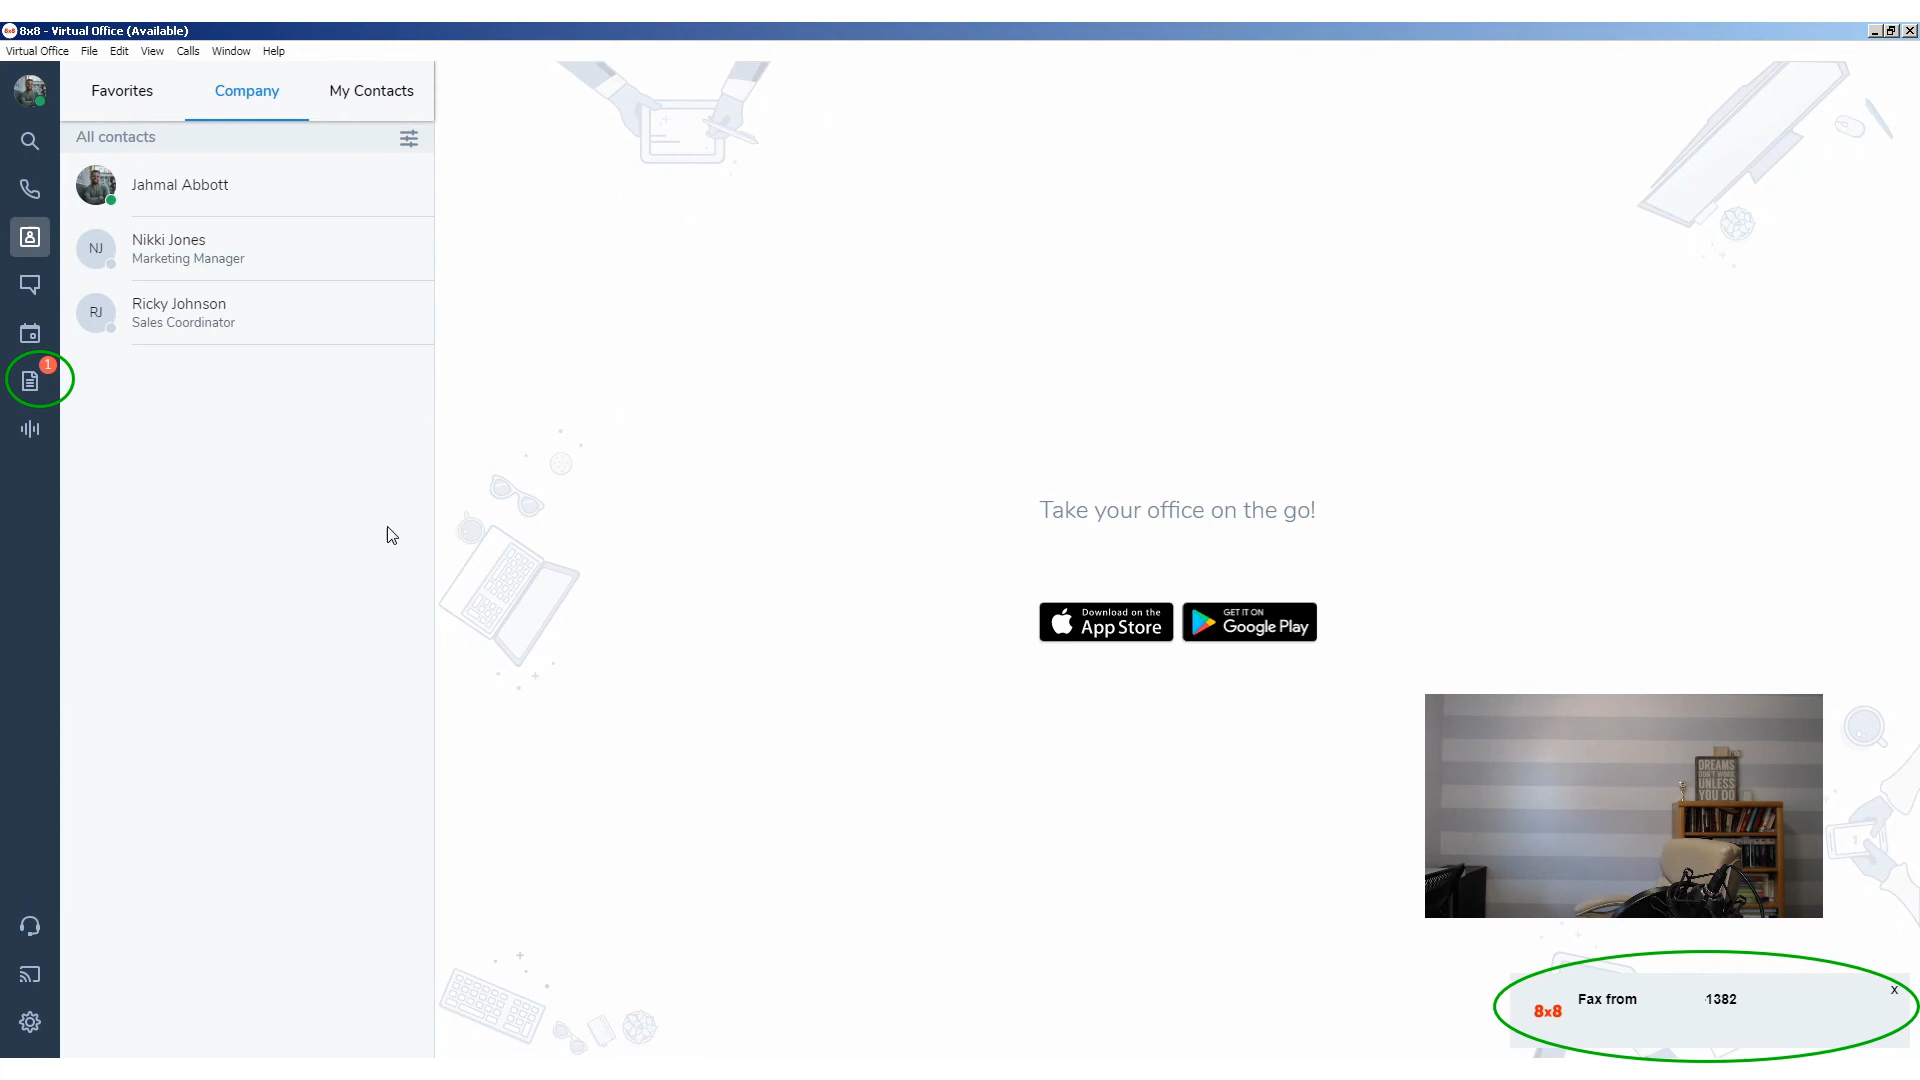 8x8 - Virtual Office (Available)
Virtual Office File Edit View Calls Window Help
Favorites Company My Contacts
All contacts
Jahmal Abbott
NJ
Nikki Jones
Marketing Manager
RJ
Ricky Johnson
Sales Coordinator
1
Take your office on the go!
Download on the
App Store
GET IT ON
Google Play
DREAMS
DON'T WORK
UNLESS
YOU DO
8x8
Fax from 1382
x